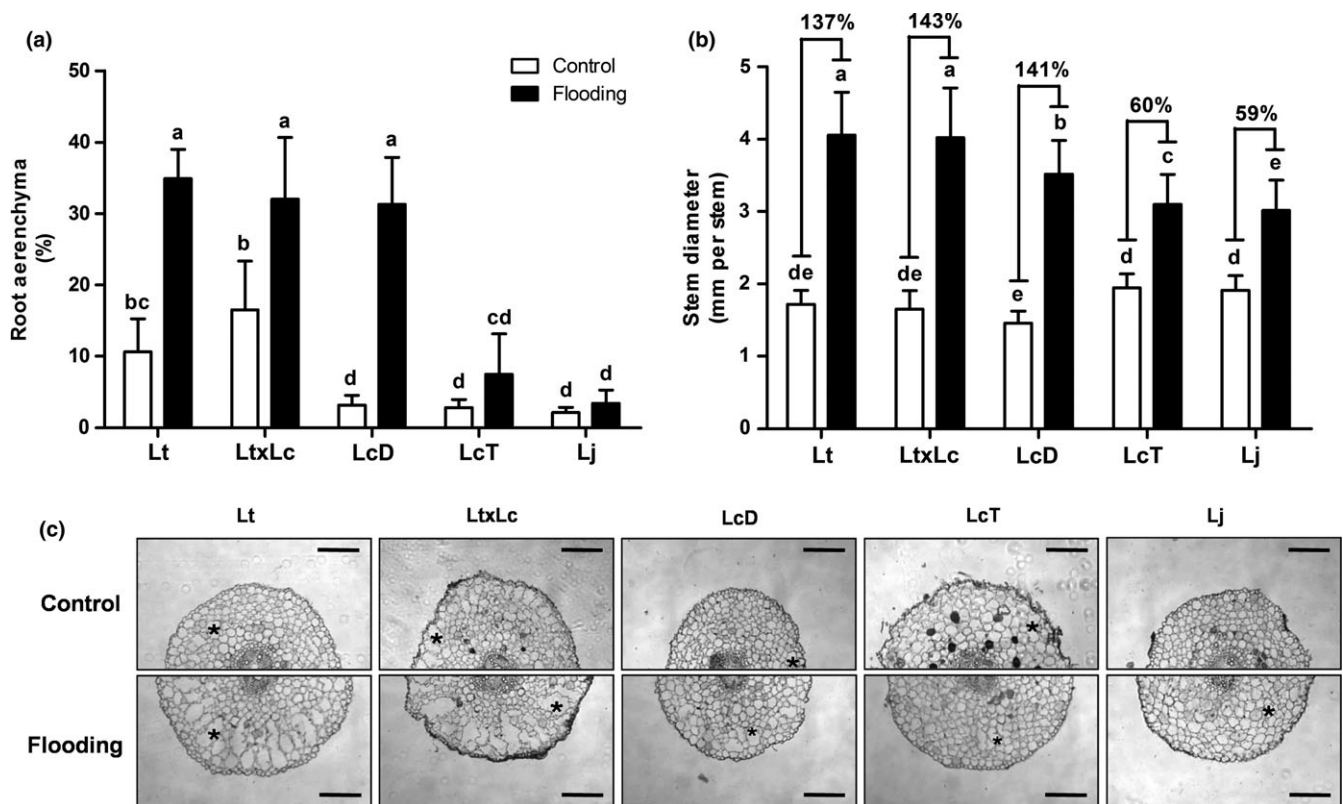 (a)
Control
Flooding
Root aerenchyma
(%)
50
40
30
20
10
0
bc
a
b
a
d
a
d
cd
d
d
Lt
LtxLc
LcD
LcT
Lj
(b)
137%
143%
141%
60%
59%
Stem diameter
(mm per stem)
5
4
3
2
1
0
de
a
de
a
e
b
d
c
d
e
Lt
LtxLc
LcD
LcT
Lj
(c)
Lt
LtxLc
LcD
LcT
Lj
Control
* * * *
Flooding
* * * * *